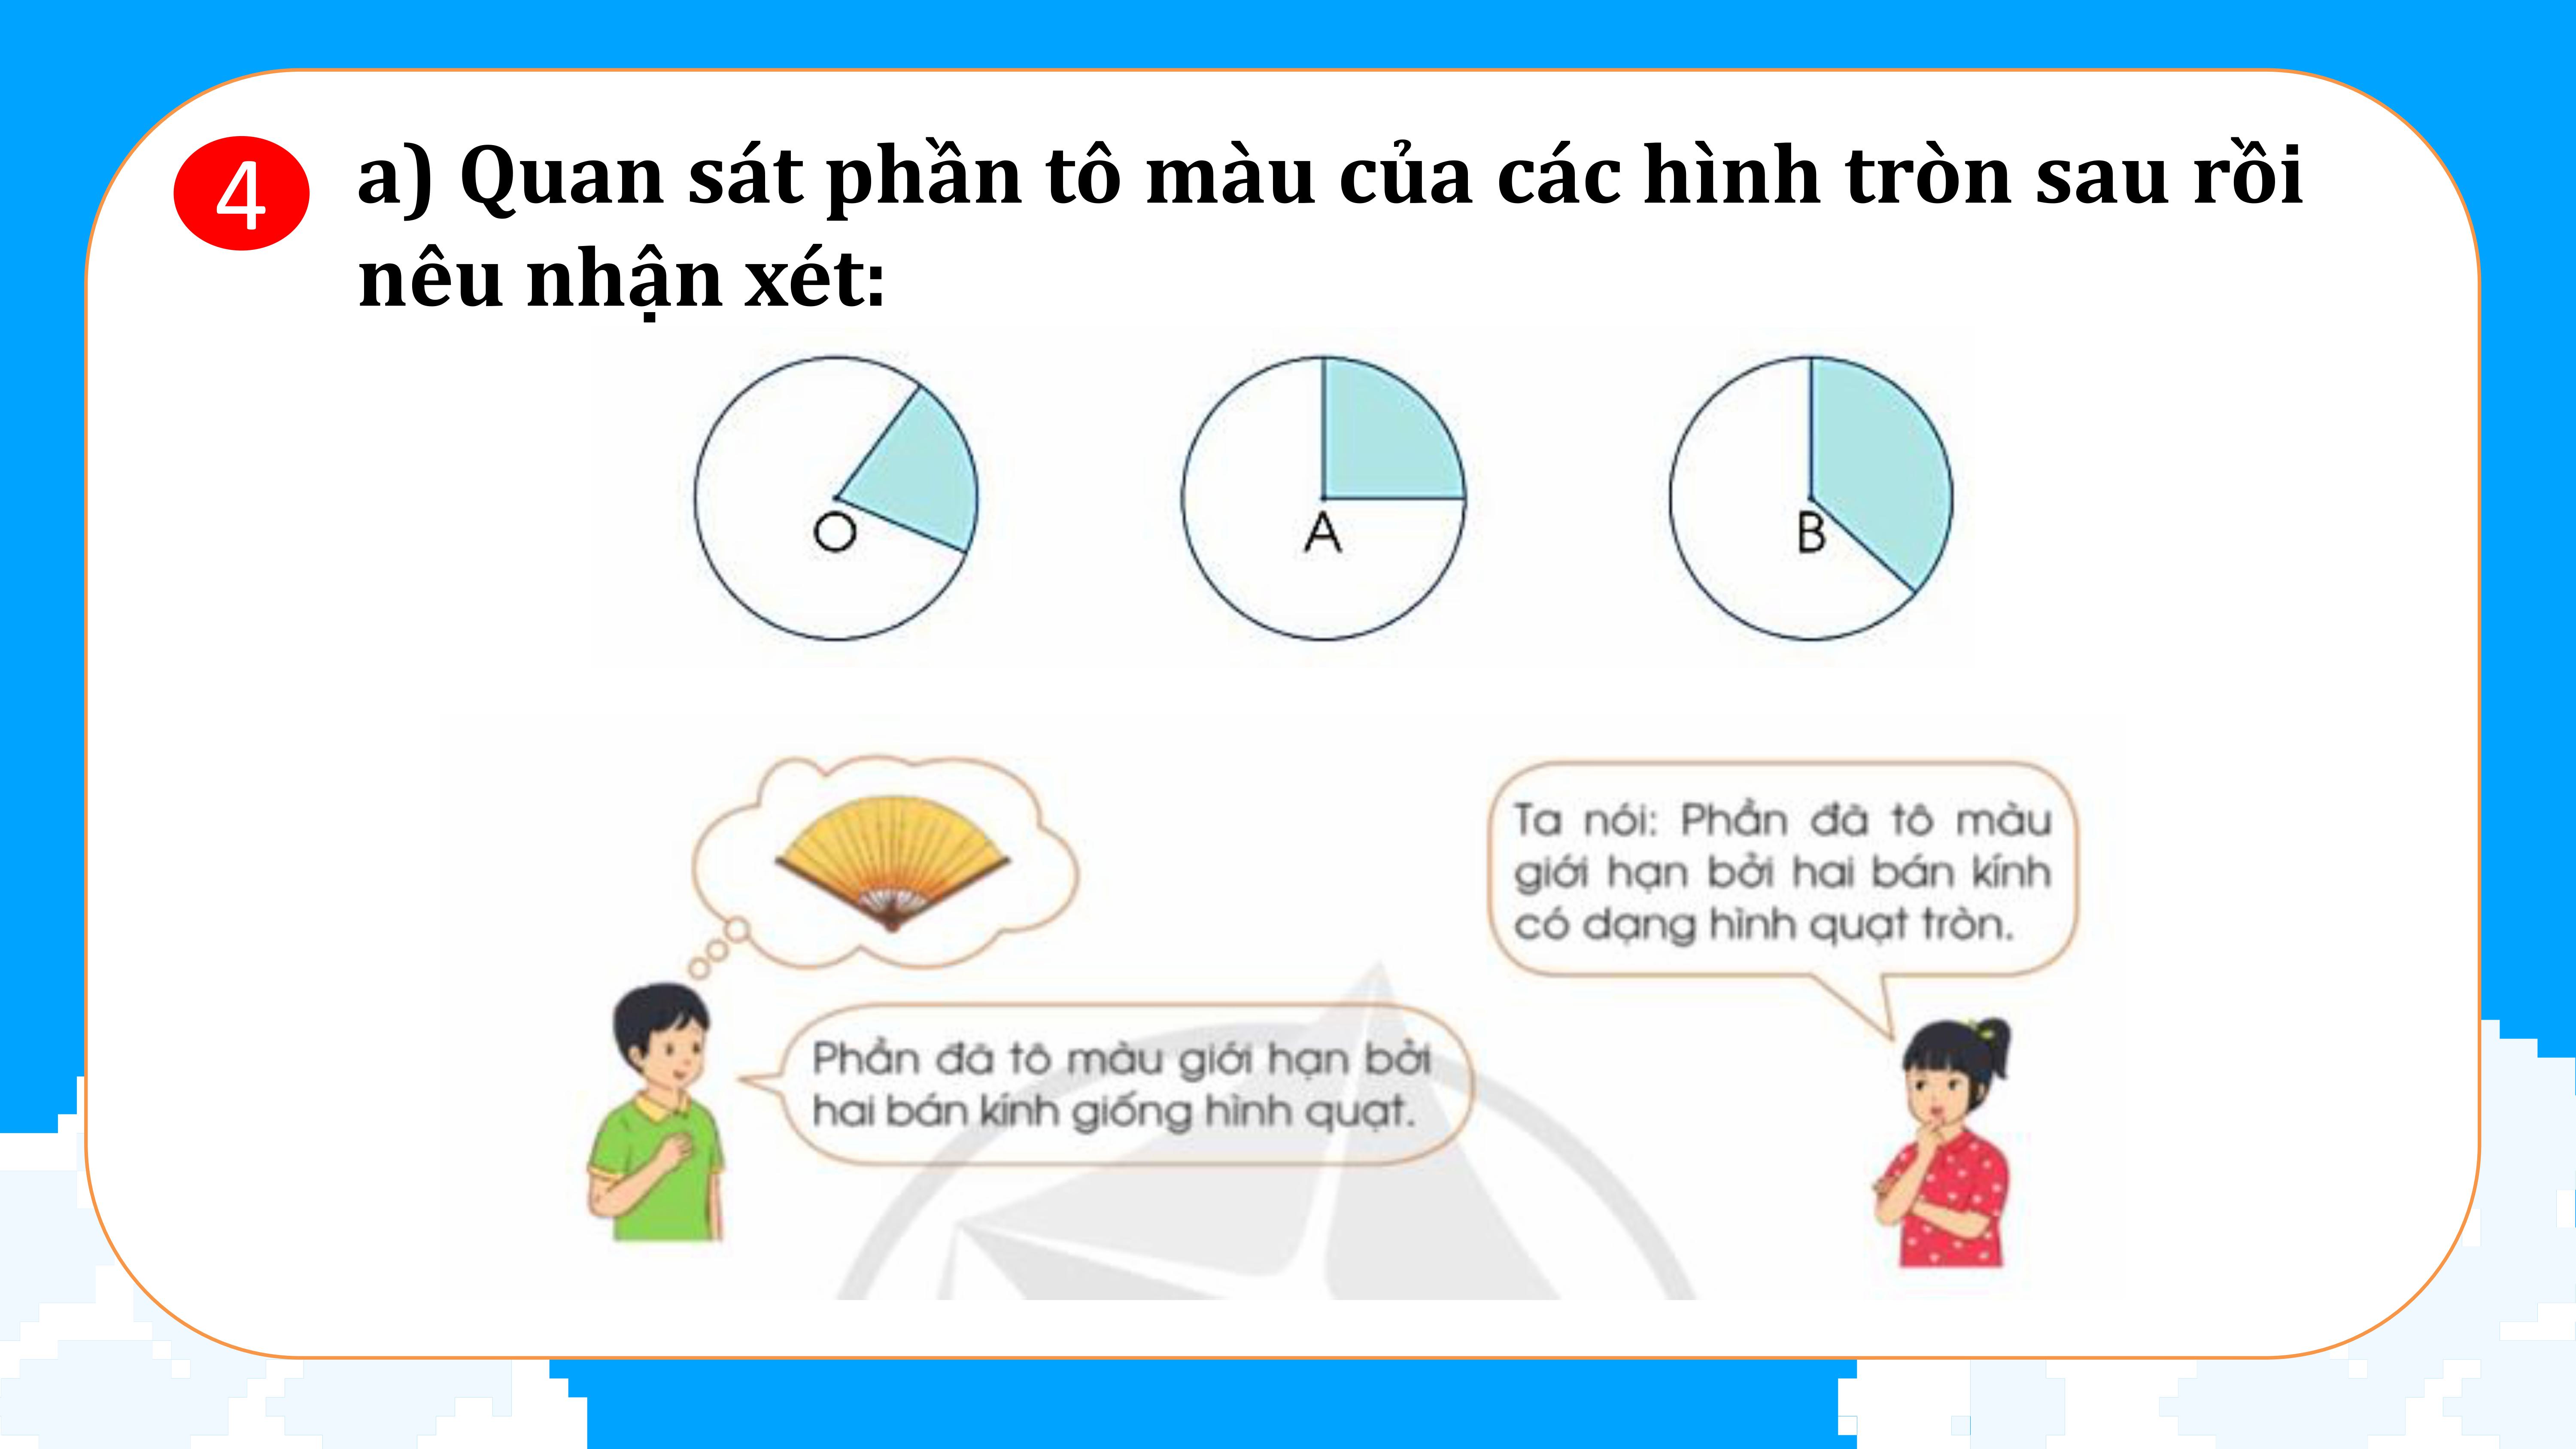 4
a) Quan sát phần tô màu của các hình tròn sau rồi
nêu nhận xét:
O
A
B
Ta nói: Phần đã tô màu
giới hạn bởi hai bán kính
có dạng hình quạt tròn.
Phần đã tô màu giới hạn bởi
hai bán kính giống hình quạt.